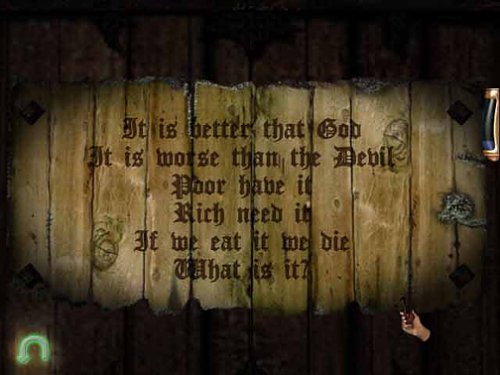 It is better that God
It is worse than the Devil
Poor have it
Rich need it
If we eat it we die
What is it?